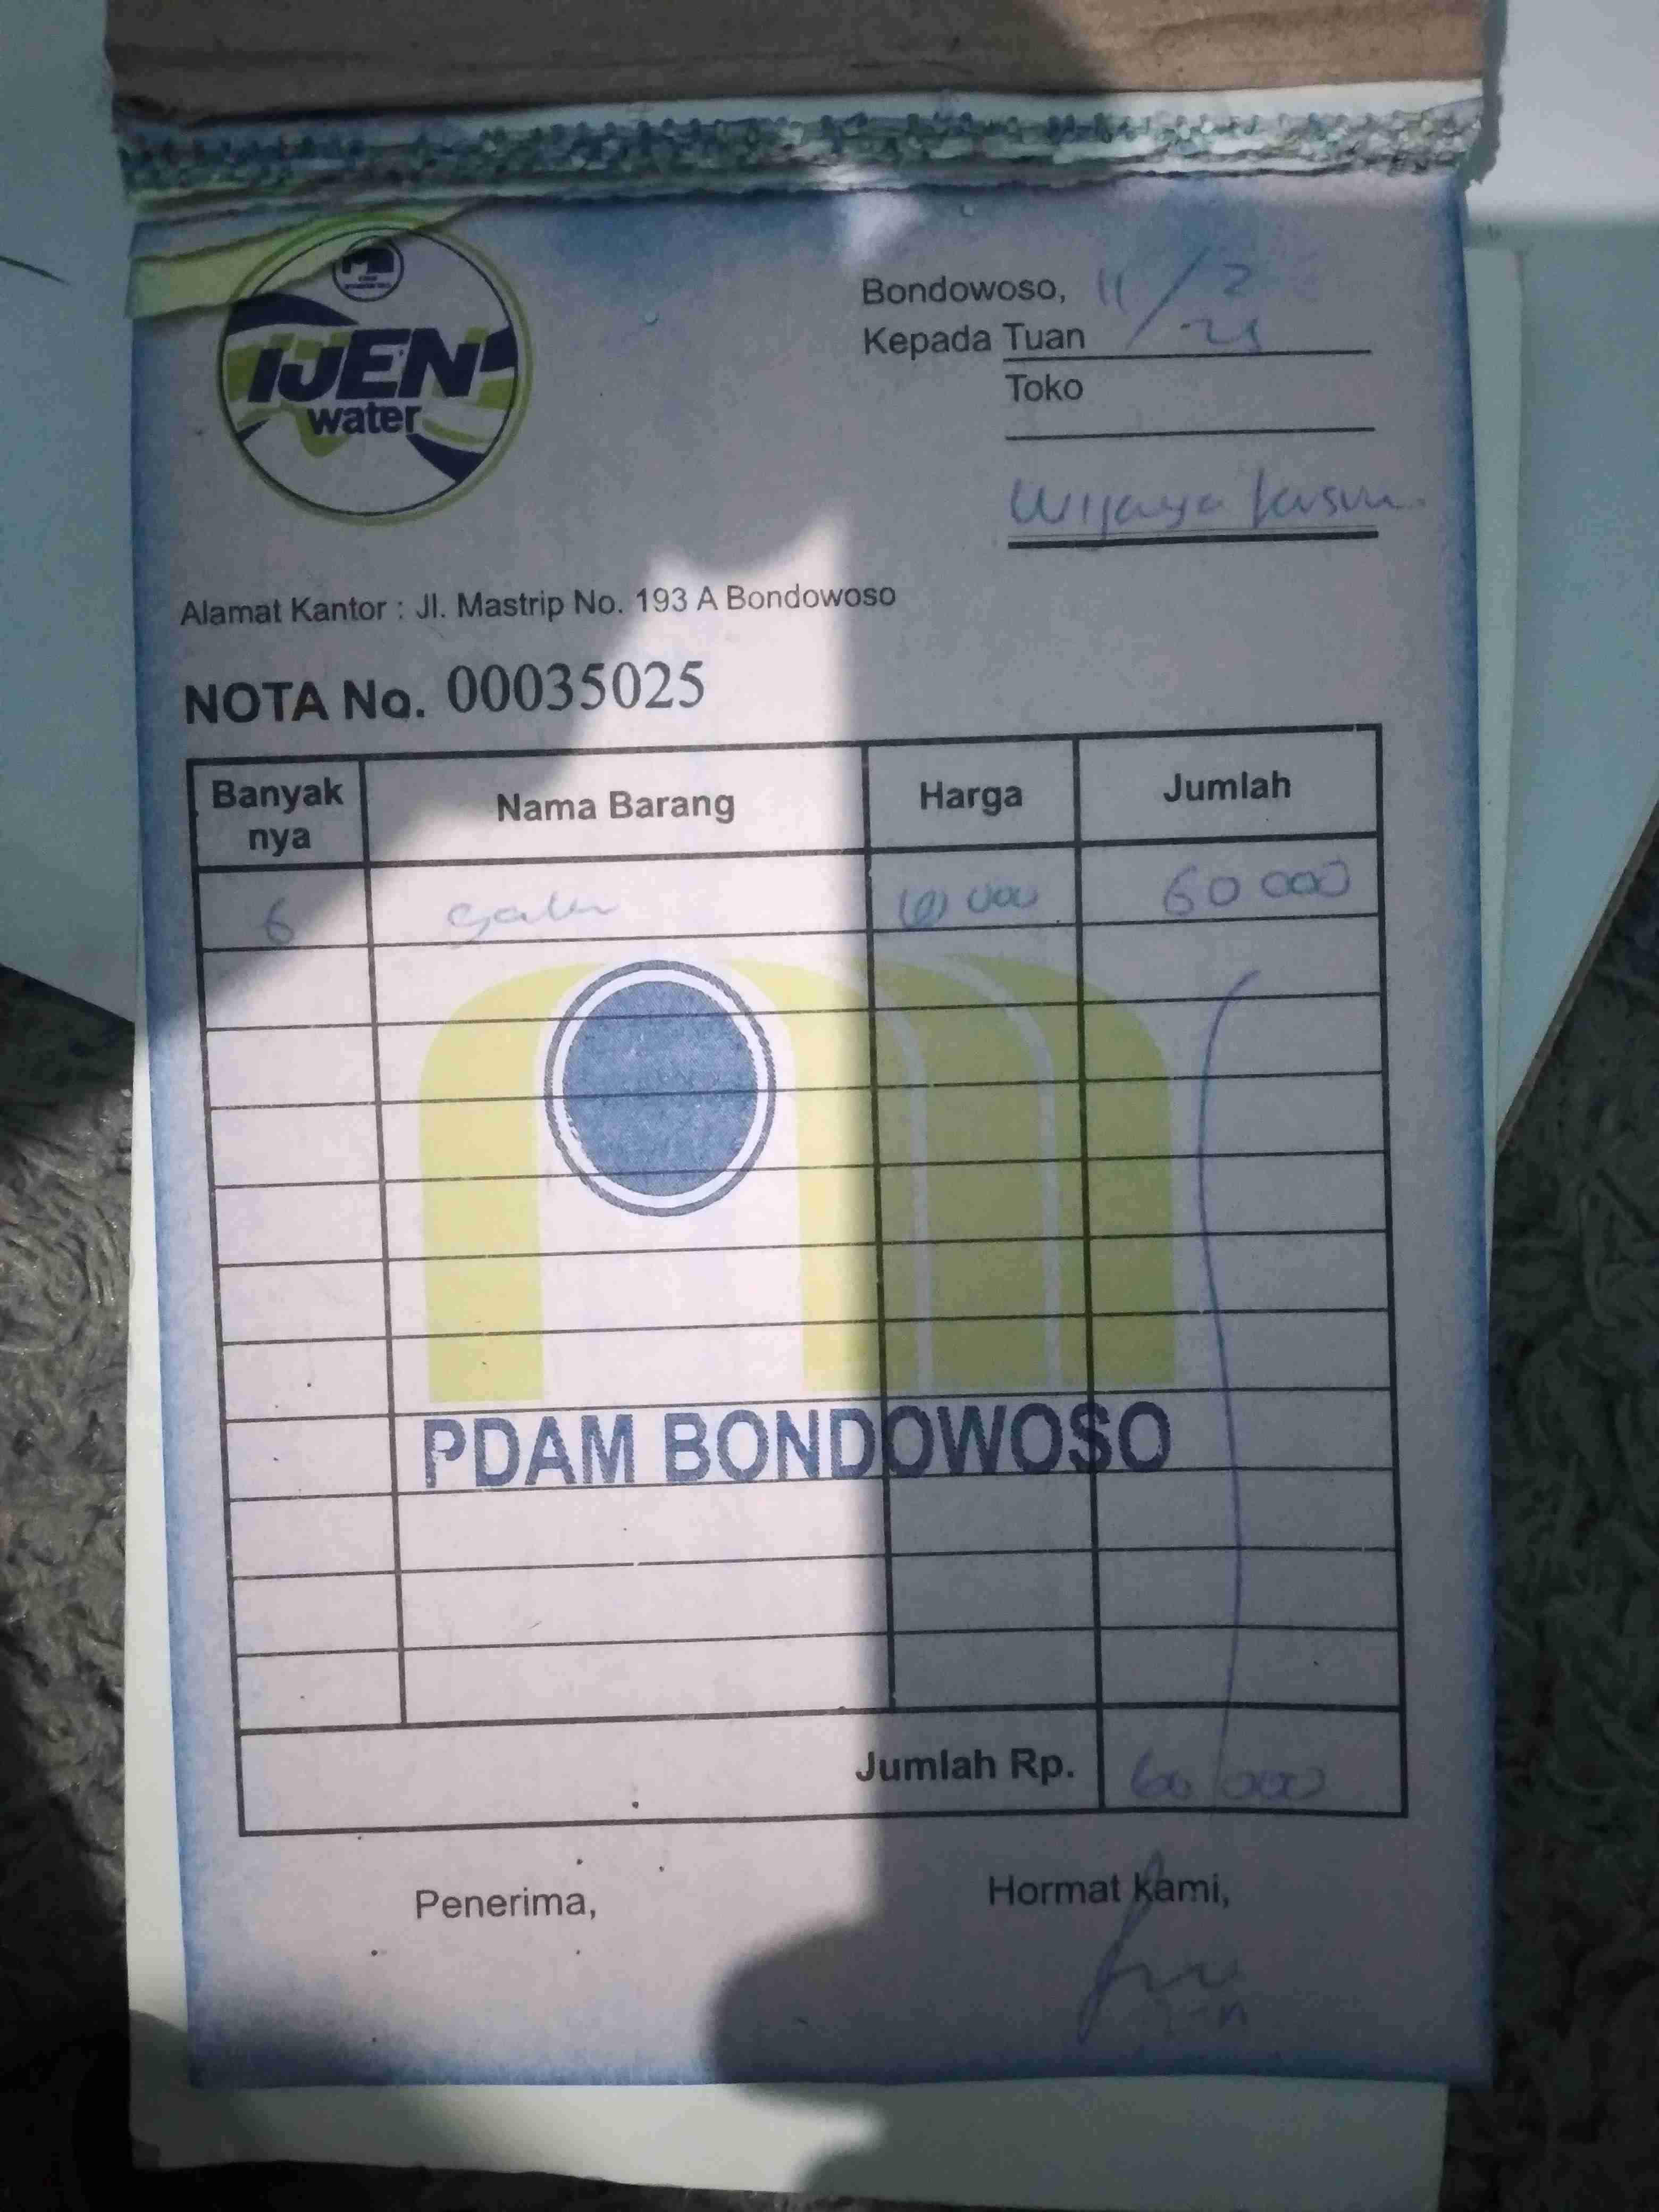 IJEN
water
Bondowoso, 11/2
Kepada Tuan
Toko
Wijaya Kusum
Alamat Kantor : Jl. Mastrip No. 193 A Bondowoso
NOTA No. 00035025
Banyak nya Nama Barang Harga Jumlah
6 Galon 10 000 60 000
PDAM BONDOWOSO
Jumlah Rp. 60 000
Penerima, Hormat Kami,